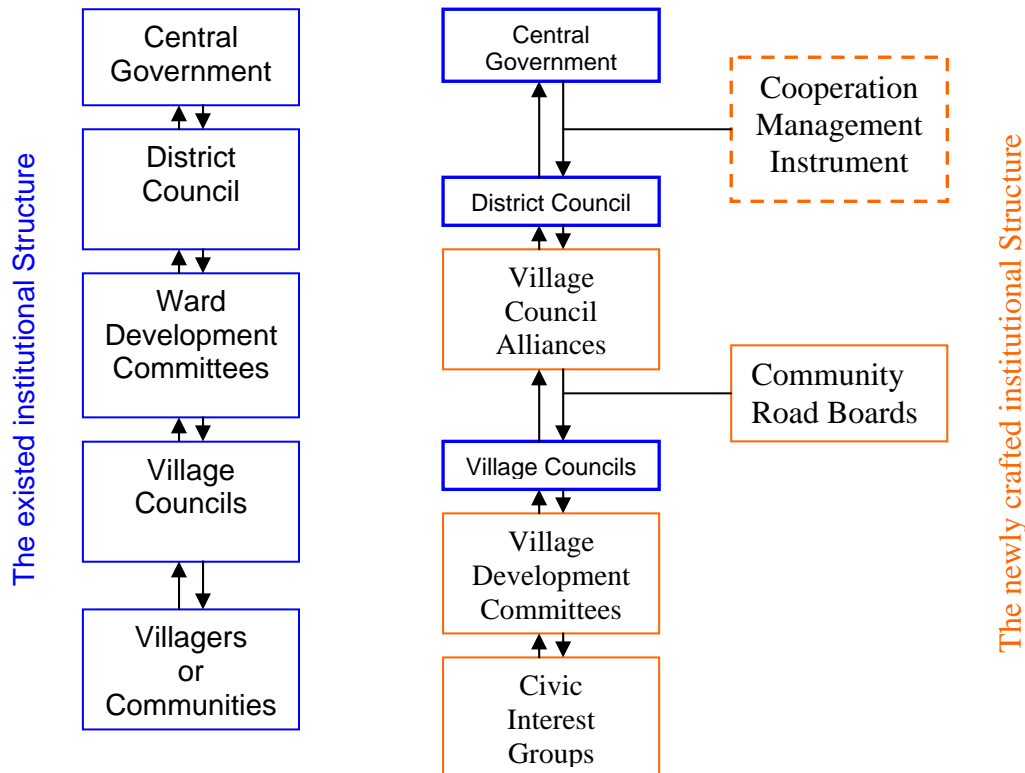 The existed institutional Structure
Central
Government
District
Council
Ward
Development
Committees
Village
Councils
Villagers
or
Communities
Central
Government
District Council
Village
Council
Alliances
Village Councils
Village
Development
Committees
Civic
Interest
Groups
Cooperation
Management
Instrument
Community
Road Boards
The newly crafted institutional Structure